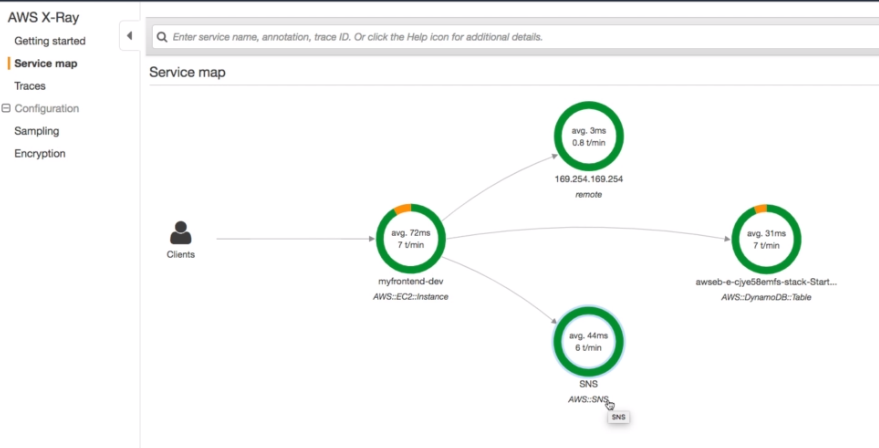 AWS X-Ray
Getting started
Service map
Traces
Configuration
Sampling
Encryption
Enter service name, annotation, trace ID. Or click the Help icon for additional details.
Service map
Clients
avg. 72ms
7 t/min
myfrontend-dev
AWS::EC2::Instance
avg. 3ms
0.8 t/min
169.254.169.254
remote
avg. 31ms
7 t/min
awseb-e-cjye58emfs-stack-Start...
AWS::DynamoDB::Table
avg. 44ms
6 t/min
SNS
AWS::SNS
SNS